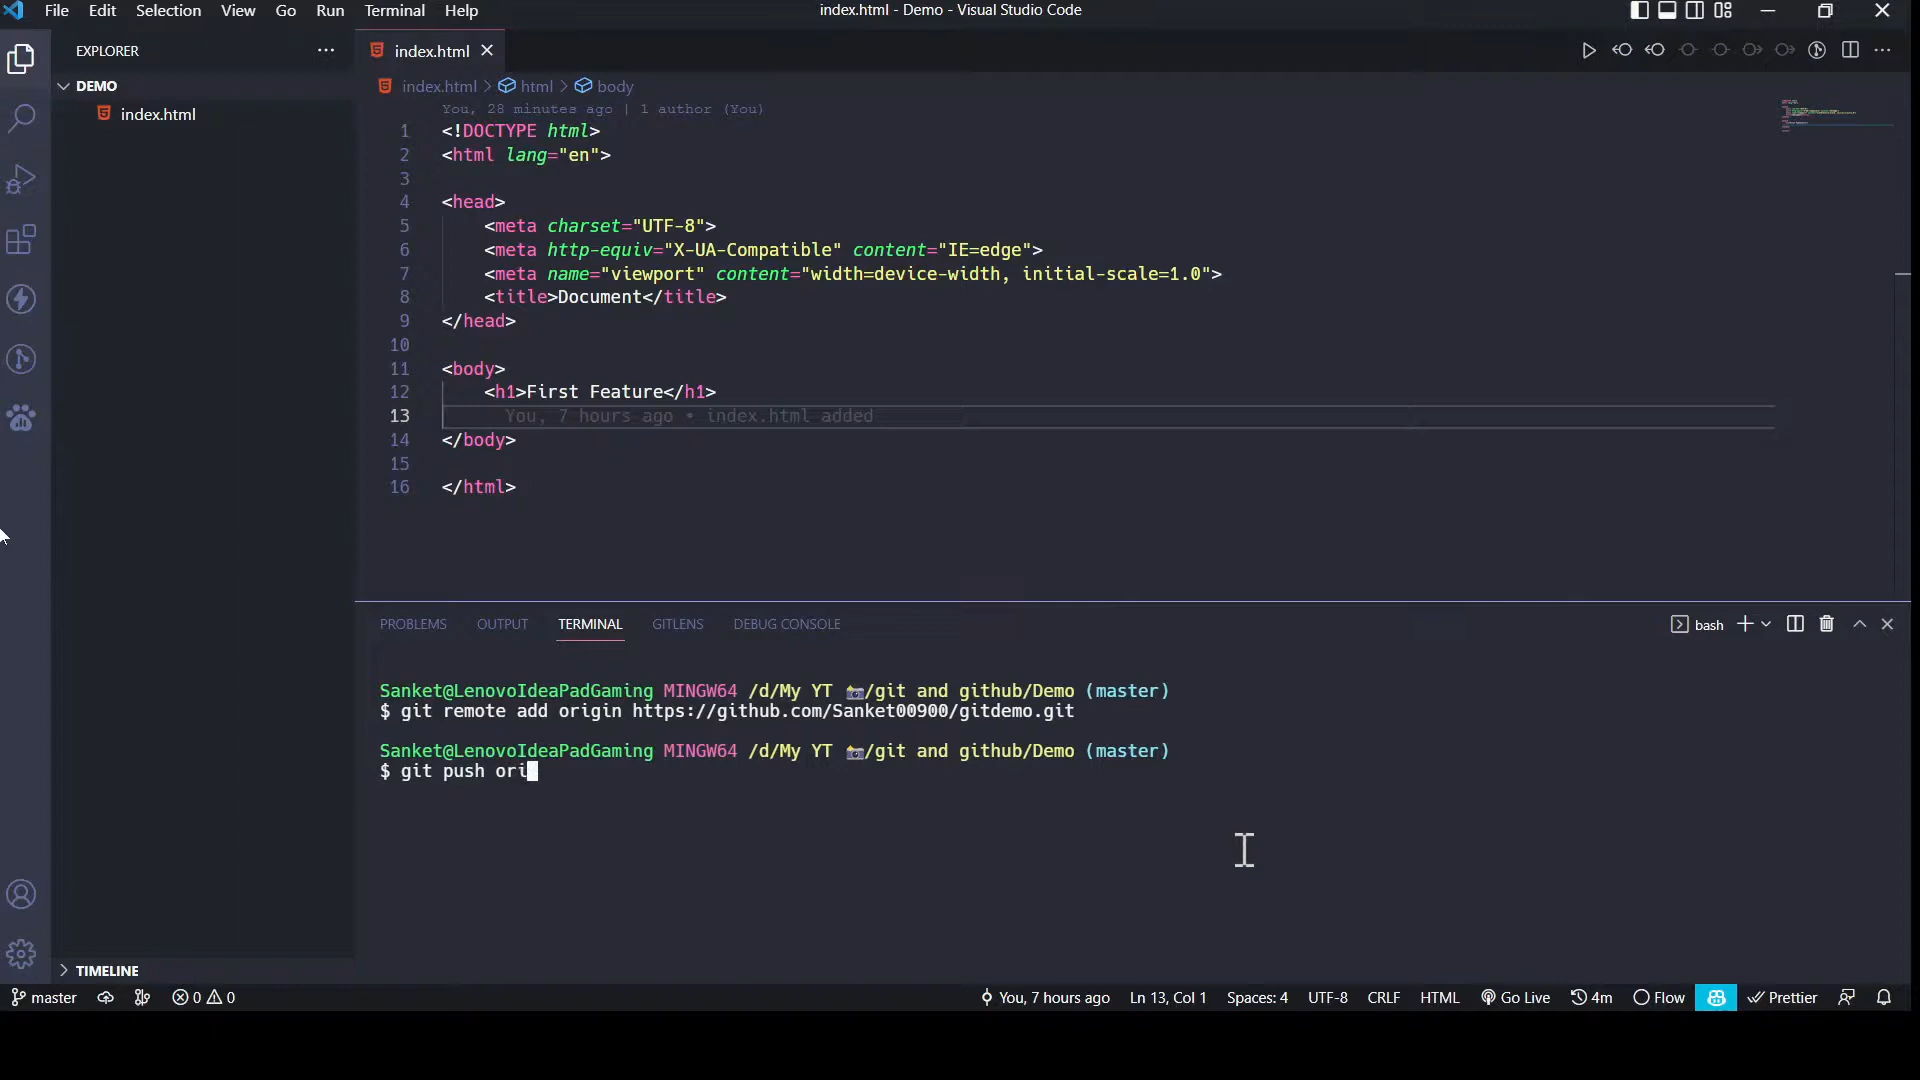 File Edit Selection View Go Run Terminal Help
index.html - Demo - Visual Studio Code
EXPLORER
DEMO
index.html
TIMELINE
index.html
index.html > html > body
You, 28 minutes ago | 1 author (You)
1 <!DOCTYPE html>
2 <html lang="en">
3
4 <head>
5 <meta charset="UTF-8">
6 <meta http-equiv="X-UA-Compatible" content="IE=edge">
7 <meta name="viewport" content="width=device-width, initial-scale=1.0">
8 <title>Document</title>
9 </head>
10
11 <body>
12 <h1>First Feature</h1>
13 You, 7 hours ago • index.html added
14 </body>
15
16 </html>
PROBLEMS OUTPUT TERMINAL GITLENS DEBUG CONSOLE
bash
Sanket@LenovoIdeaPadGaming MINGW64 /d/My YT 📸/git and github/Demo (master)
$ git remote add origin https://github.com/Sanket00900/gitdemo.git
Sanket@LenovoIdeaPadGaming MINGW64 /d/My YT 📸/git and github/Demo (master)
$ git push ori
master 0 0 You, 7 hours ago Ln 13, Col 1 Spaces: 4 UTF-8 CRLF HTML Go Live 4m Flow Prettier